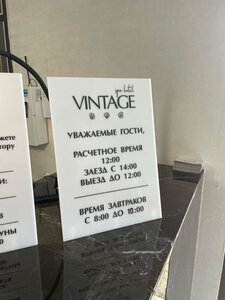 spa hotel
VINTAGE
УВАЖАЕМЫЕ ГОСТИ,
РАСЧЕТНОЕ ВРЕМЯ
12:00
ЗАЕЗД С 14:00
ВЫЕЗД ДО 12:00
ВРЕМЯ ЗАВТРАКОВ
С 8:00 ДО 10:00